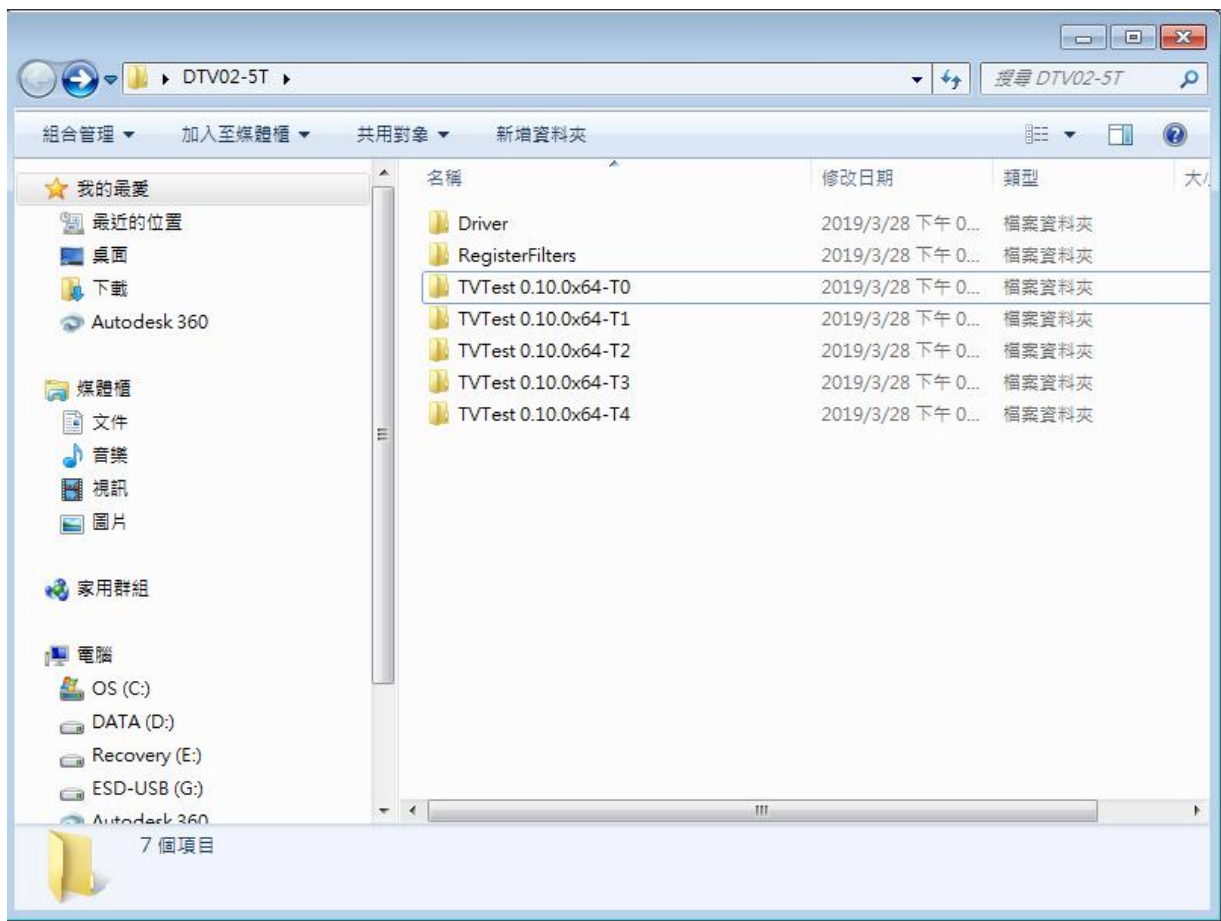 DTV02-5T
搜尋 DTV02-5T
組合管理 加入至媒體櫃 共用對象 新增資料夾
名稱 修改日期 類型 大小
我的最愛
最近的位置
桌面
下載
Autodesk 360
媒體櫃
文件
音樂
視訊
圖片
家用群組
電腦
OS (C:)
DATA (D:)
Recovery (E:)
ESD-USB (G:)
Autodesk 360
Driver 2019/3/28 下午 0... 檔案資料夾
RegisterFilters 2019/3/28 下午 0... 檔案資料夾
TVTest 0.10.0x64-T0 2019/3/28 下午 0... 檔案資料夾
TVTest 0.10.0x64-T1 2019/3/28 下午 0... 檔案資料夾
TVTest 0.10.0x64-T2 2019/3/28 下午 0... 檔案資料夾
TVTest 0.10.0x64-T3 2019/3/28 下午 0... 檔案資料夾
TVTest 0.10.0x64-T4 2019/3/28 下午 0... 檔案資料夾
7 個項目